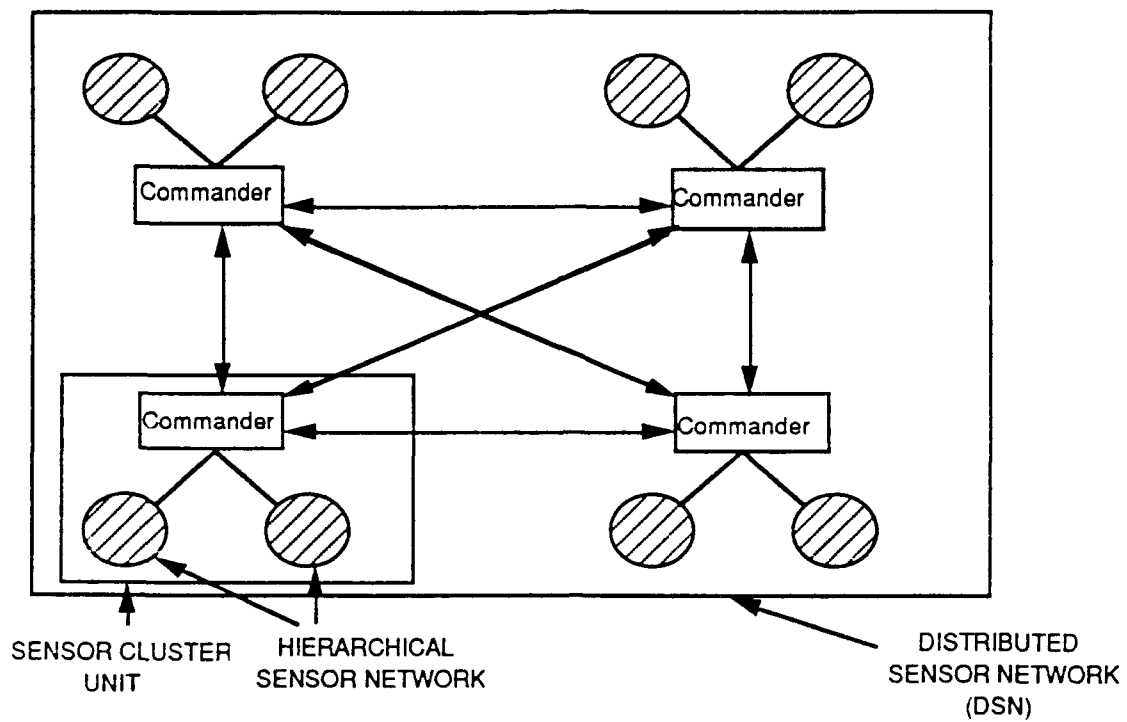 Commander
Commander
Commander
Commander
SENSOR CLUSTER
UNIT
HIERARCHICAL
SENSOR NETWORK
DISTRIBUTED
SENSOR NETWORK
(DSN)